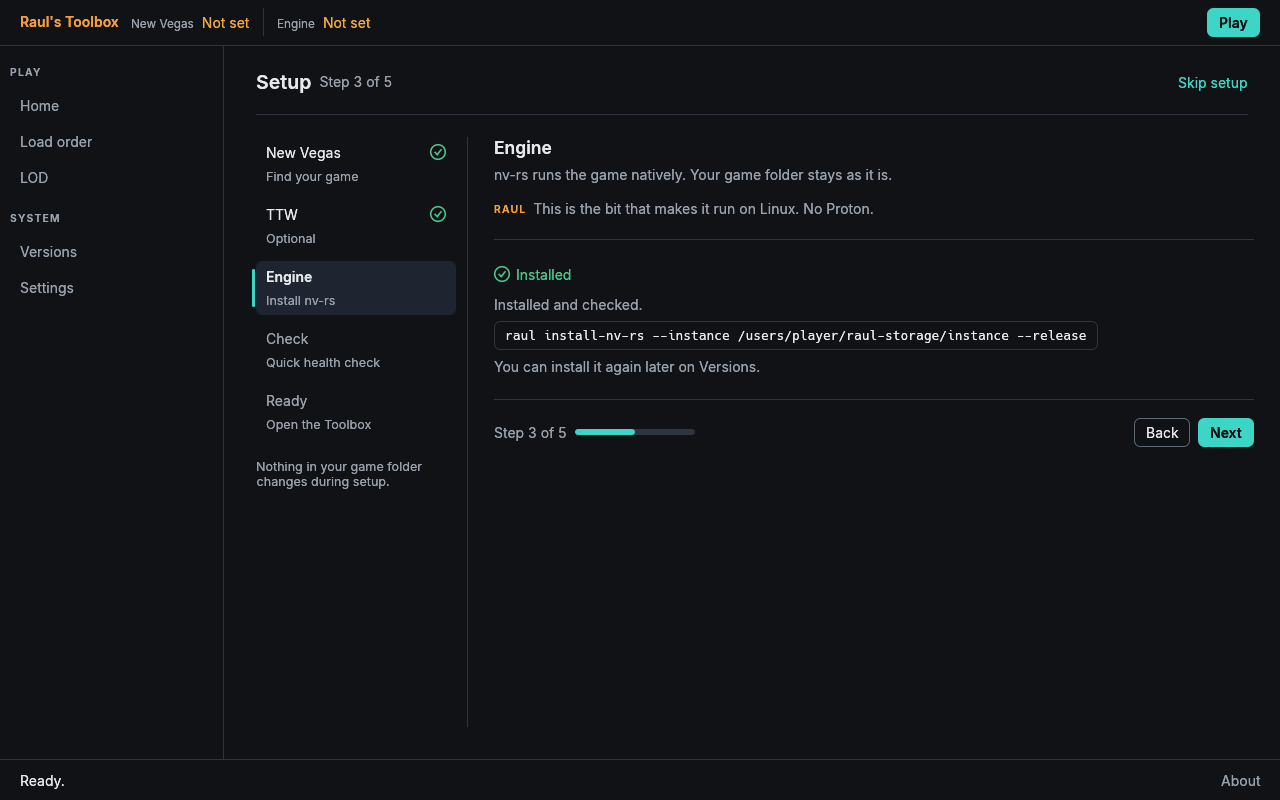 Raul's Toolbox New Vegas Not set Engine Not set Play
PLAY
Home
Load order
LOD
SYSTEM
Versions
Settings
Setup Step 3 of 5 Skip setup
New Vegas
Find your game
TTW
Optional
Engine
Install nv-rs
Check
Quick health check
Ready
Open the Toolbox
Nothing in your game folder
changes during setup.
Engine
nv-rs runs the game natively. Your game folder stays as it is.
RAUL This is the bit that makes it run on Linux. No Proton.
Installed
Installed and checked.
raul install-nv-rs --instance /users/player/raul-storage/instance --release
You can install it again later on Versions.
Step 3 of 5 Back Next
Ready. About